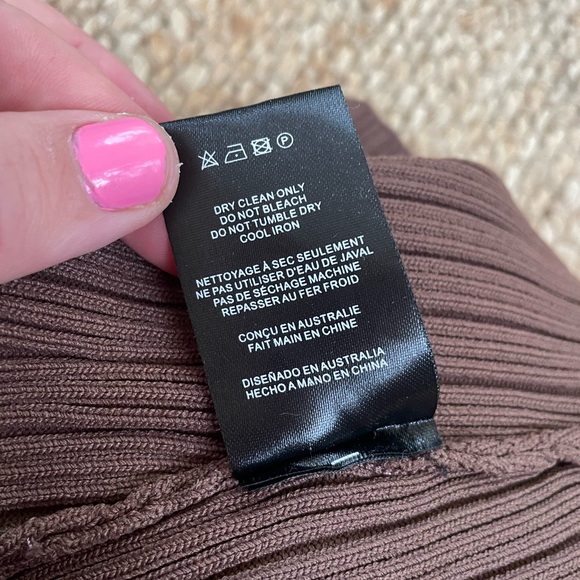 P
DRY CLEAN ONLY
DO NOT BLEACH
DO NOT TUMBLE DRY
COOL IRON
NETTOYAGE À SEC SEULEMENT
NE PAS UTILISER D'EAU DE JAVAL
PAS DE SÉCHAGE MACHINE
REPASSER AU FER FROID
CONÇU EN AUSTRALIE
FAIT MAIN EN CHINE
DISEÑADO EN AUSTRALIA
HECHO A MANO EN CHINA